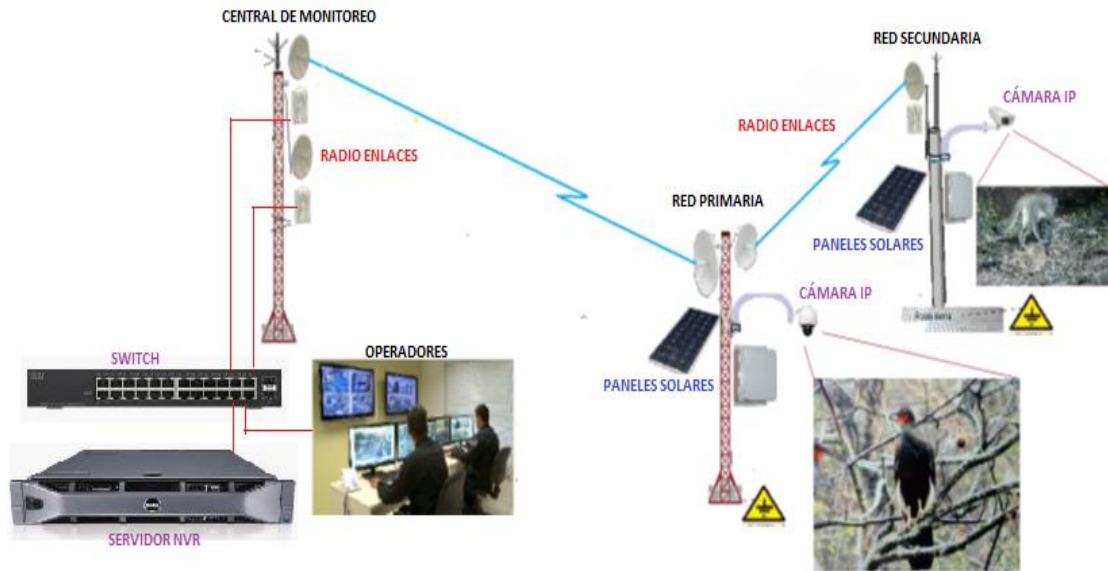 CENTRAL DE MONITOREO
RED SECUNDARIA
CÁMARA IP
RADIO ENLACES
RADIO ENLACES
RED PRIMARIA
PANELES SOLARES
CÁMARA IP
SWITCH
OPERADORES
PANELES SOLARES
SERVIDOR NVR